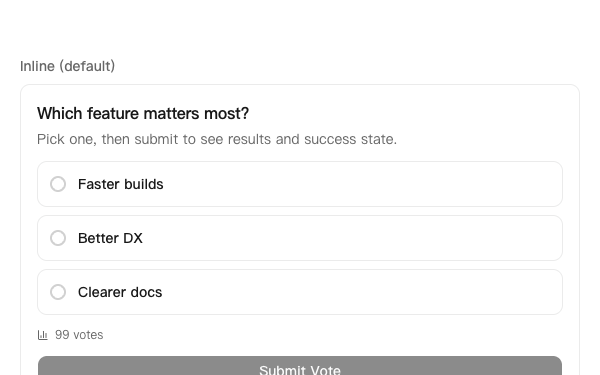 Inline (default)
Which feature matters most?
Pick one, then submit to see results and success state.
Faster builds
Better DX
Clearer docs
99 votes
Submit Vote